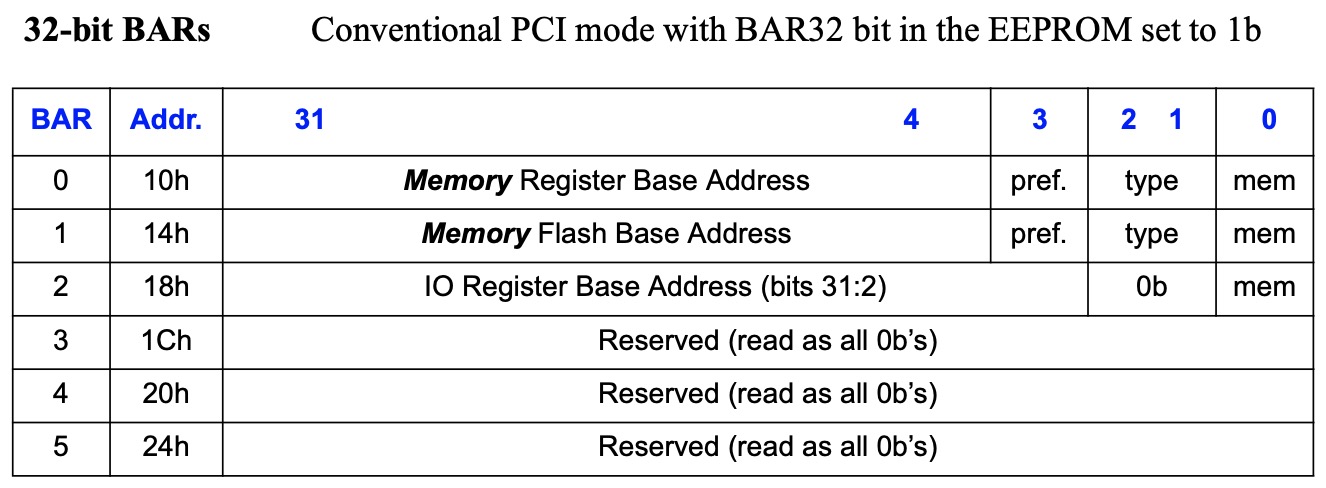 32-bit BARs Conventional PCI mode with BAR32 bit in the EEPROM set to 1b
BAR Addr. 31 4 3 2 1 0
0 10h Memory Register Base Address pref. type mem
1 14h Memory Flash Base Address pref. type mem
2 18h IO Register Base Address (bits 31:2) 0b mem
3 1Ch Reserved (read as all 0b’s)
4 20h Reserved (read as all 0b’s)
5 24h Reserved (read as all 0b’s)